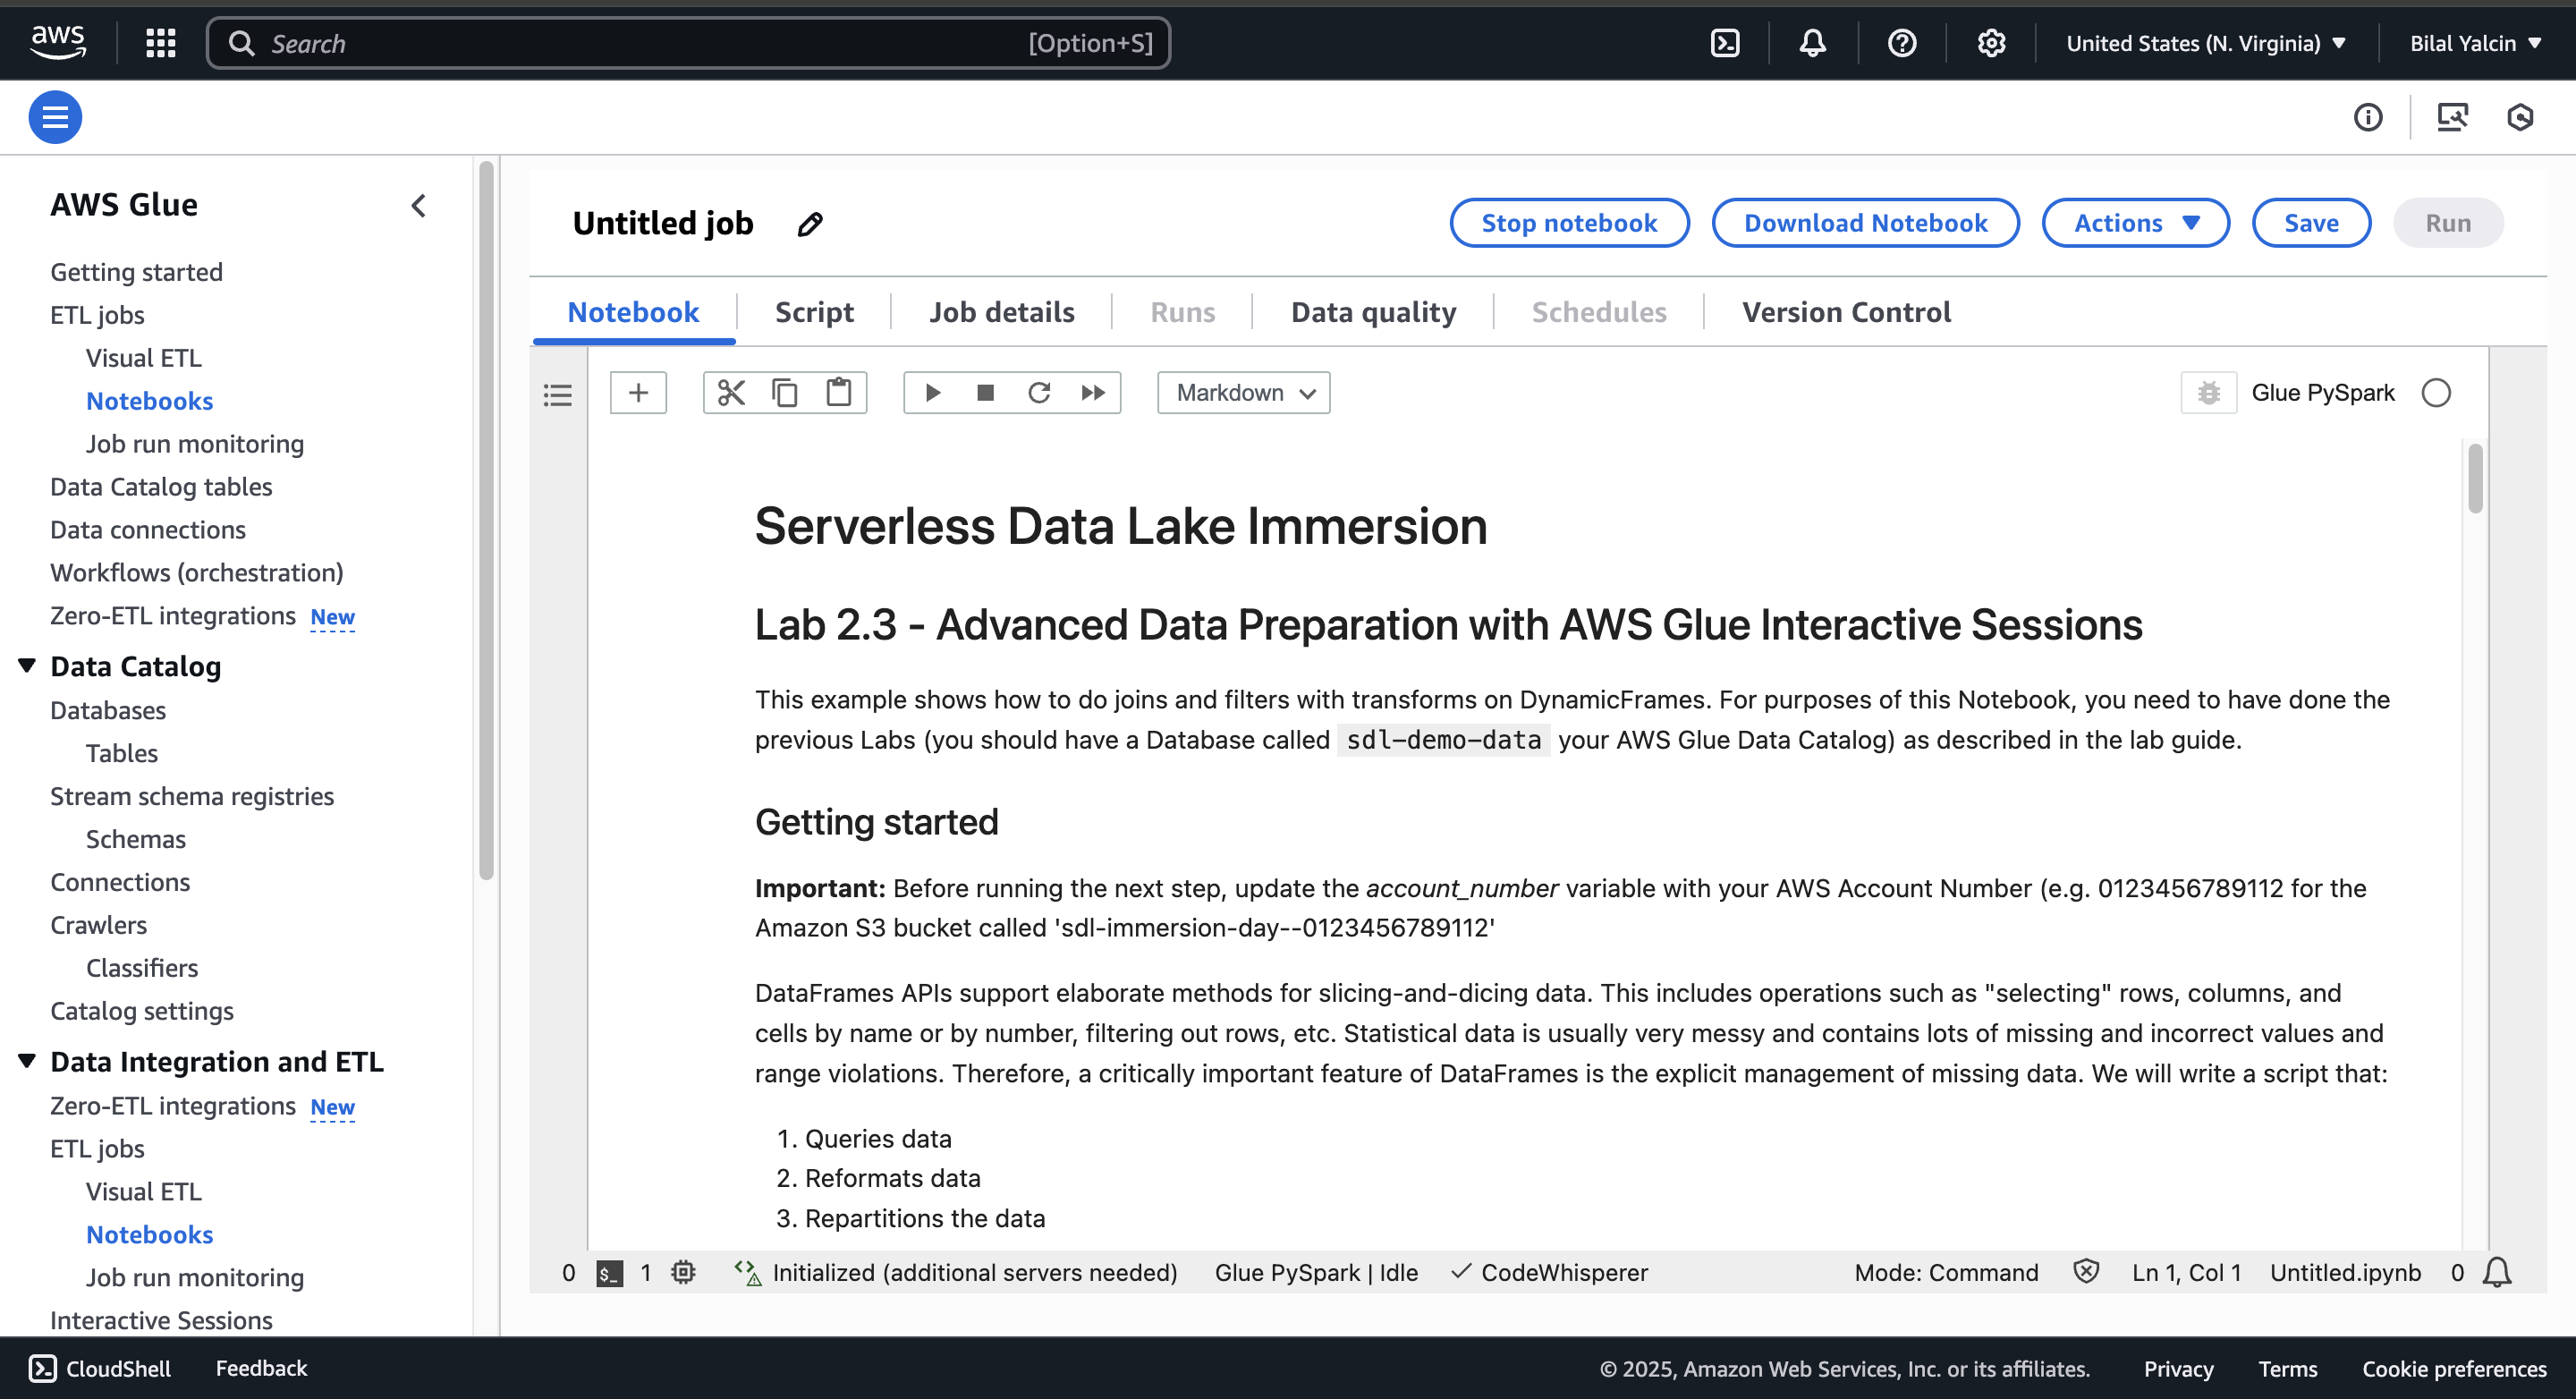 aws
Search
[Option+S]
United States (N. Virginia)
Bilal Yalcin
AWS Glue
Getting started
ETL jobs
Visual ETL
Notebooks
Job run monitoring
Data Catalog tables
Data connections
Workflows (orchestration)
Zero-ETL integrations New
Data Catalog
Databases
Tables
Stream schema registries
Schemas
Connections
Crawlers
Classifiers
Catalog settings
Data Integration and ETL
Zero-ETL integrations New
ETL jobs
Visual ETL
Notebooks
Job run monitoring
Interactive Sessions
Untitled job
Stop notebook
Download Notebook
Actions
Save
Run
Notebook
Script
Job details
Runs
Data quality
Schedules
Version Control
Markdown
Glue PySpark
Serverless Data Lake Immersion
Lab 2.3 - Advanced Data Preparation with AWS Glue Interactive Sessions
This example shows how to do joins and filters with transforms on DynamicFrames. For purposes of this Notebook, you need to have done the
previous Labs (you should have a Database called sdl-demo-data your AWS Glue Data Catalog) as described in the lab guide.
Getting started
Important: Before running the next step, update the account_number variable with your AWS Account Number (e.g. 0123456789112 for the
Amazon S3 bucket called 'sdl-immersion-day--0123456789112'
DataFrames APIs support elaborate methods for slicing-and-dicing data. This includes operations such as "selecting" rows, columns, and
cells by name or by number, filtering out rows, etc. Statistical data is usually very messy and contains lots of missing and incorrect values and
range violations. Therefore, a critically important feature of DataFrames is the explicit management of missing data. We will write a script that:
1. Queries data
2. Reformats data
3. Repartitions the data
0 $_ 1 Initialized (additional servers needed) Glue PySpark | Idle CodeWhisperer Mode: Command Ln 1, Col 1 Untitled.ipynb 0
CloudShell
Feedback
© 2025, Amazon Web Services, Inc. or its affiliates.
Privacy
Terms
Cookie preferences